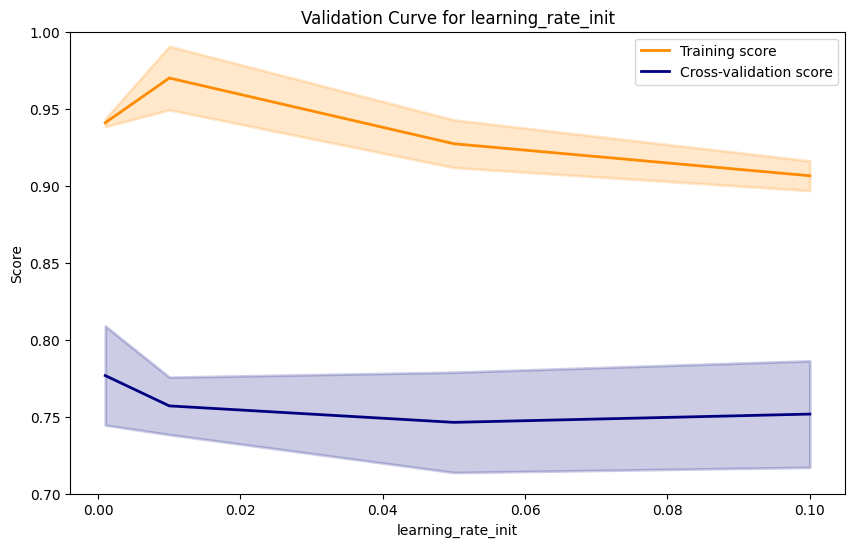 Validation Curve for learning_rate_init
Training score
Cross-validation score
1.00
0.95
0.90
0.85
0.80
0.75
0.70
Score
0.00
0.02
0.04
0.06
0.08
0.10
learning_rate_init